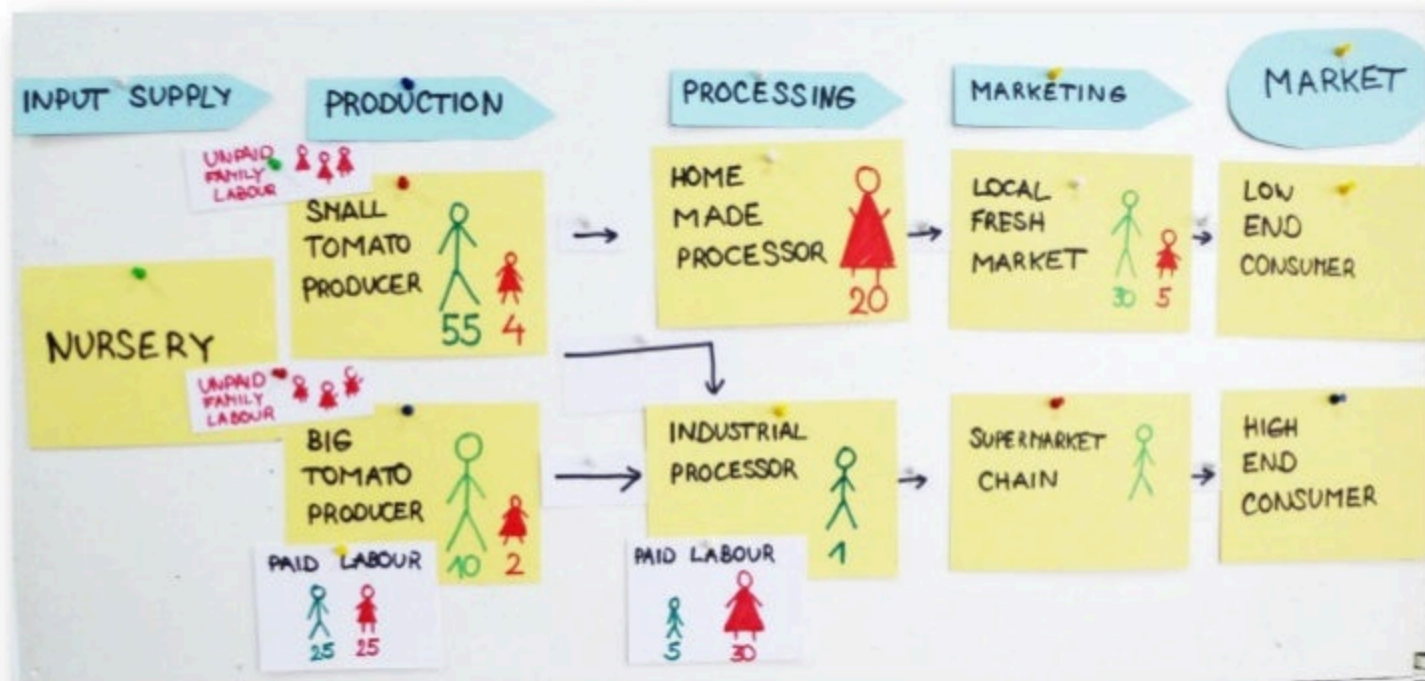 INPUT SUPPLY
PRODUCTION
PROCESSING
MARKETING
MARKET
NURSERY
UNPAID
FAMILY
LABOUR
SMALL
TOMATO
PRODUCER
55 4
HOME
MADE
PROCESSOR
20
LOCAL
FRESH
MARKET
30 5
LOW
END
CONSUMER
UNPAID
FAMILY
LABOUR
BIG
TOMATO
PRODUCER
10 2
PAID LABOUR
25 25
INDUSTRIAL
PROCESSOR
1
PAID LABOUR
5 30
SUPERMARKET
CHAIN
HIGH
END
CONSUMER